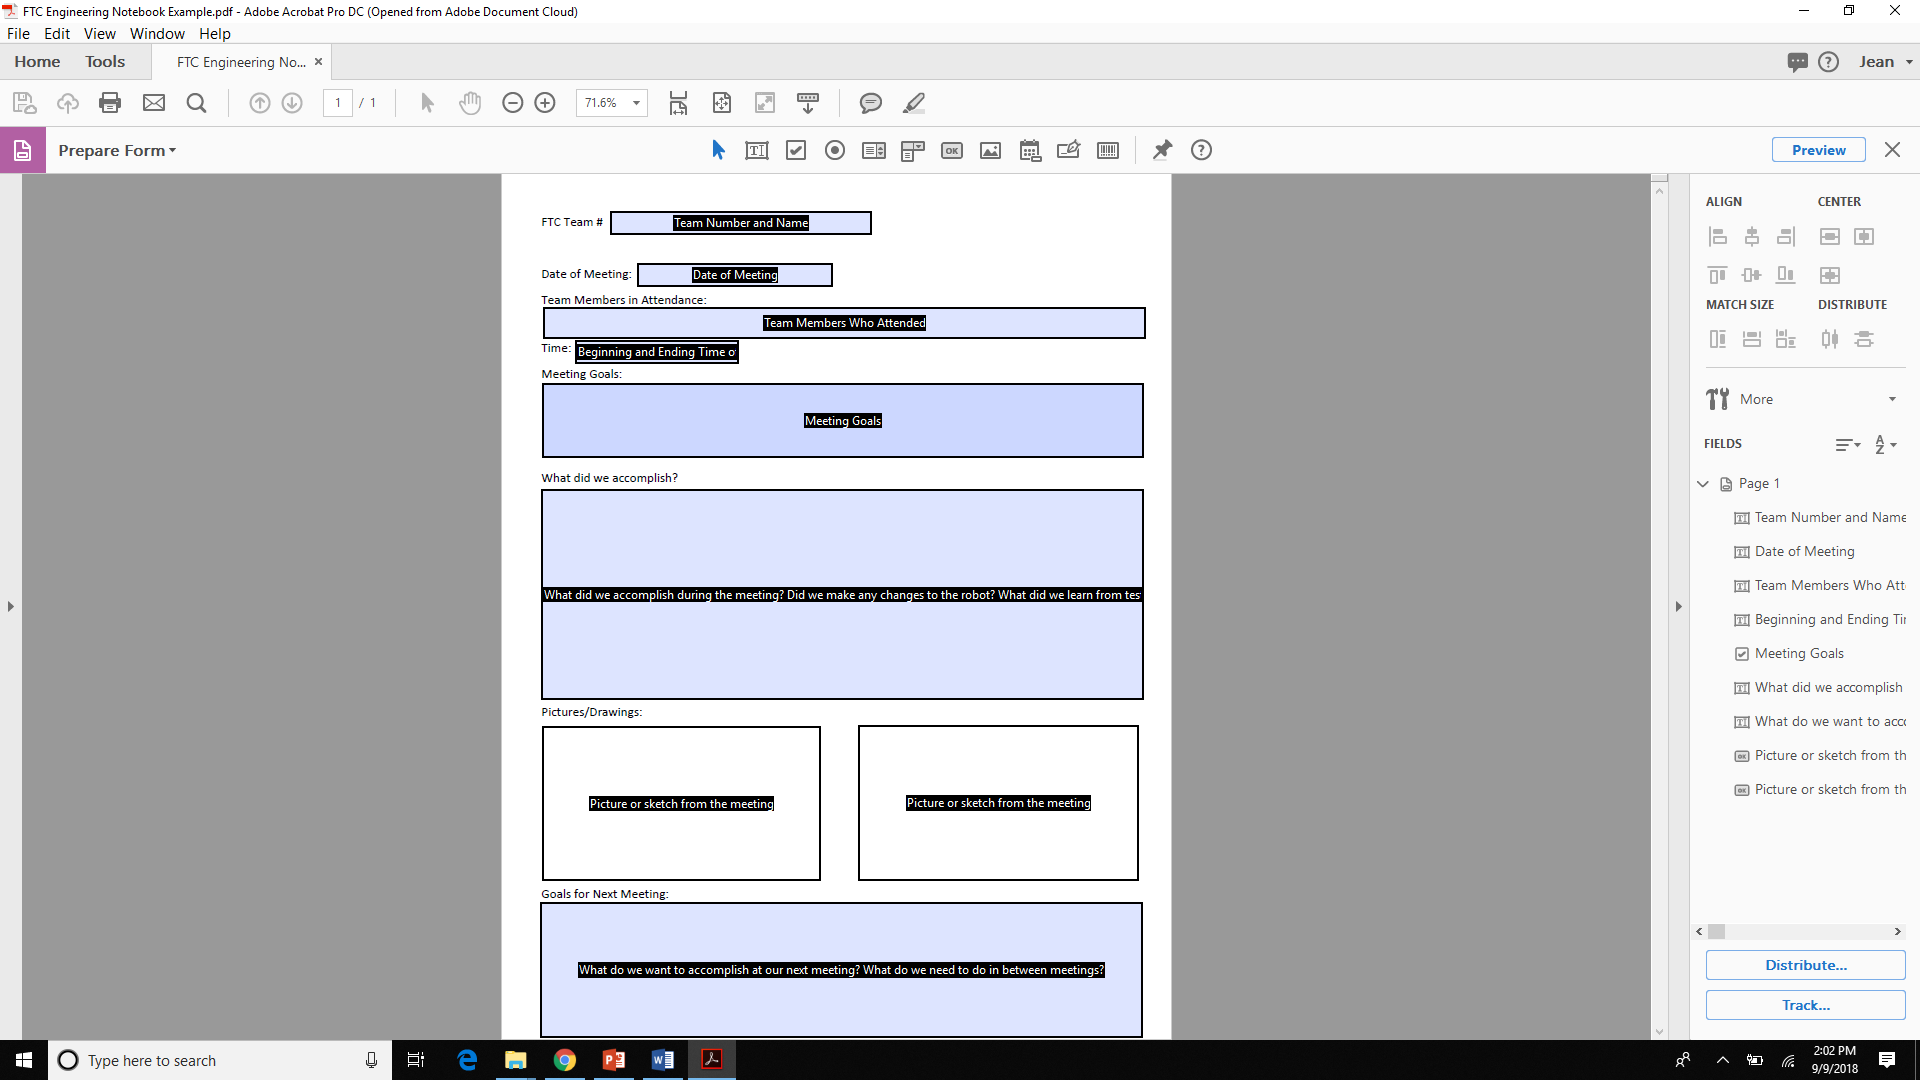 FTC Engineering Notebook Example.pdf - Adobe Acrobat Pro DC (Opened from Adobe Document Cloud)
File Edit View Window Help
Home Tools FTC Engineering No... × Jean
1 / 1 71.6%
Prepare Form Preview
FTC Team # Team Number and Name
Date of Meeting: Date of Meeting
Team Members in Attendance:
Team Members Who Attended
Time: Beginning and Ending Time o
Meeting Goals:
Meeting Goals
What did we accomplish?
What did we accomplish during the meeting? Did we make any changes to the robot? What did we learn from tes
Pictures/Drawings:
Picture or sketch from the meeting Picture or sketch from the meeting
Goals for Next Meeting:
What do we want to accomplish at our next meeting? What do we need to do in between meetings?
ALIGN CENTER
MATCH SIZE DISTRIBUTE
More
FIELDS
Page 1
Team Number and Name
Date of Meeting
Team Members Who Att
Beginning and Ending Ti
Meeting Goals
What did we accomplish
What do we want to acc
Picture or sketch from th
Picture or sketch from th
Distribute...
Track...
Type here to search
2:02 PM
9/9/2018